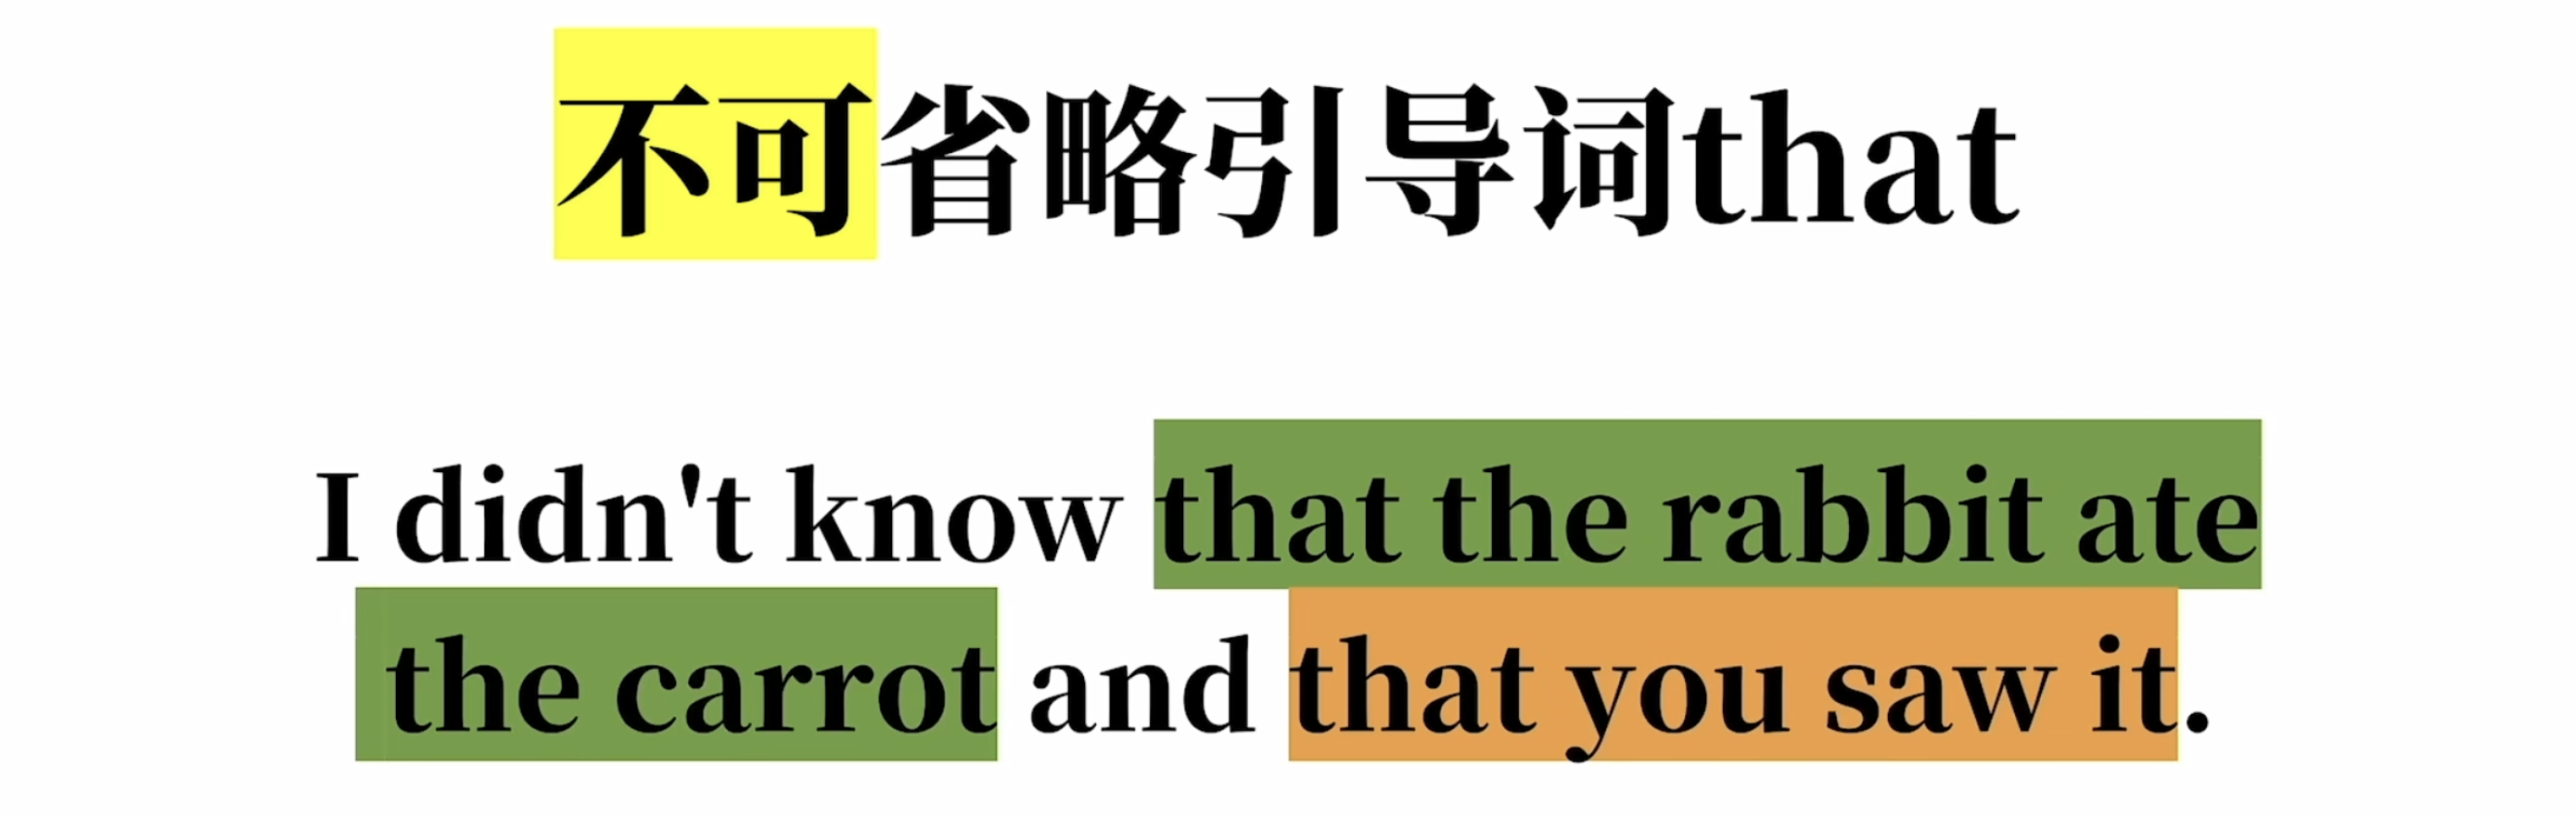 不可省略引导词that
I didn't know that the rabbit ate
the carrot and that you saw it.